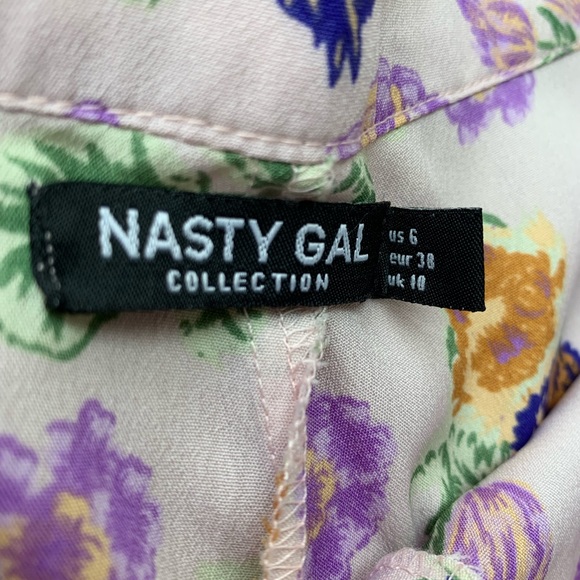 NASTY GAL
COLLECTION
us 6
eur 38
uk 10